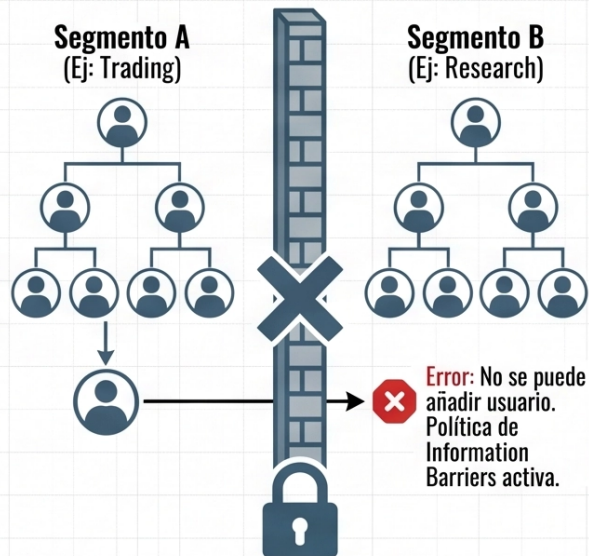 Segmento A
(Ej: Trading)
Segmento B
(Ej: Research)
Error: No se puede
añadir usuario.
Política de
Information
Barriers activa.